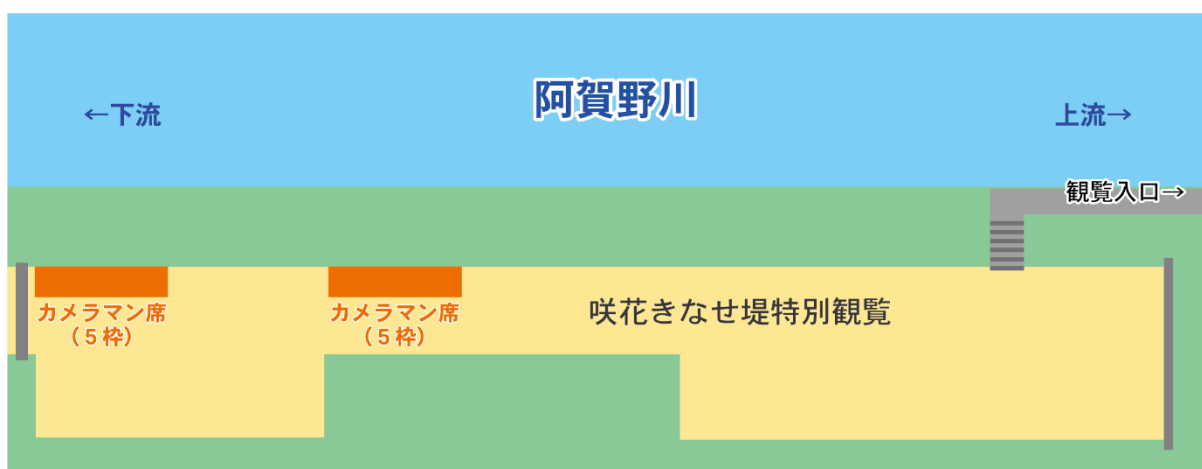 阿賀野川
←下流
上流→
観覧入口→
カメラマン席
(5枠)
カメラマン席
(5枠)
咲花きなせ堤特別観覧